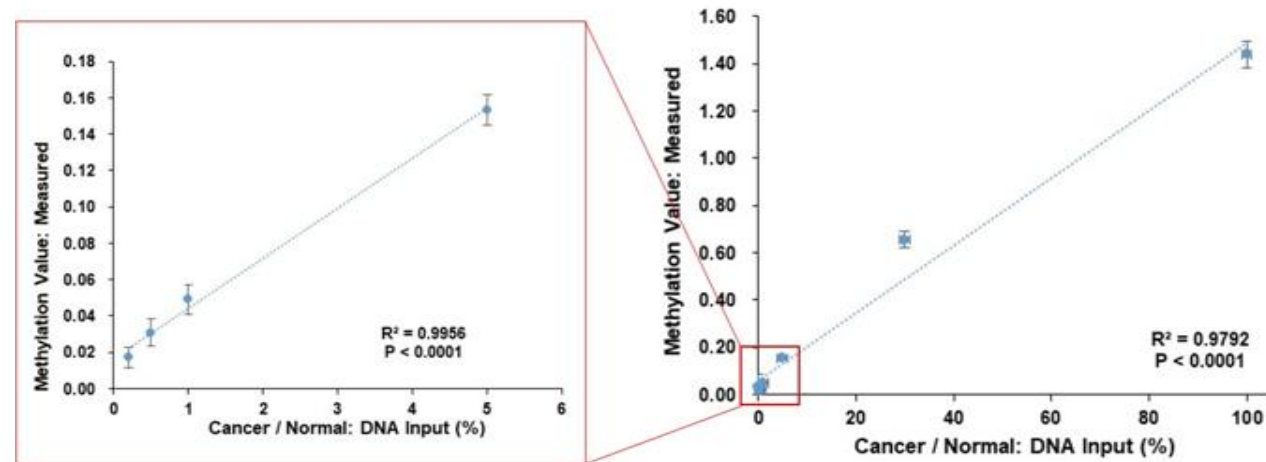 Methylation Value: Measured
0.18
0.16
0.14
0.12
0.10
0.08
0.06
0.04
0.02
0.00
R² = 0.9956
P < 0.0001
0 1 2 3 4 5 6
Cancer / Normal: DNA Input (%)
Methylation Value: Measured
1.60
1.40
1.20
1.00
0.80
0.60
0.40
0.20
0.00
R² = 0.9792
P < 0.0001
0 20 40 60 80 100
Cancer / Normal: DNA Input (%)